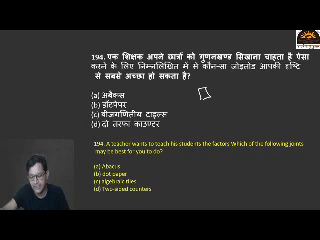 194. एक शिक्षक अपने छात्रों को गुणनखण्ड सिखाना चाहता है ऐसा
करने के लिए निम्नलिखित में से कौन-सा जोड़तोड़ आपकी दृष्टि
से सबसे अच्छा हो सकता है?
(a) अबेकस
(b) डॉटपेपर
(c) बीजगणितीय टाइल्स
(d) दो तरफा काउण्टर
194. A teacher wants to teach his students the factors Which of the following joints
may be best for you to do?
(a) Abacus
(b) dot paper
(c) algebraic tiles
(d) Two-sided counters